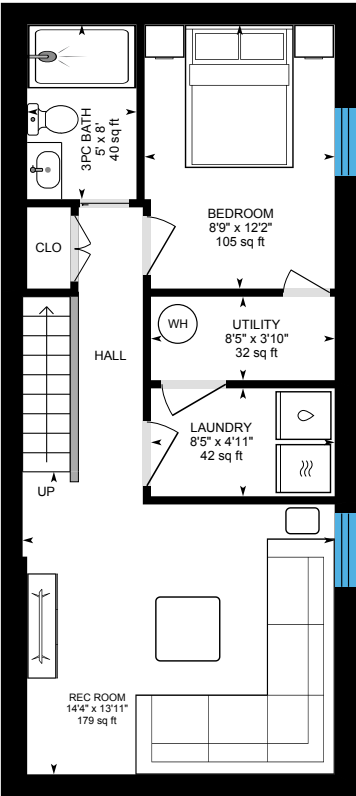 3PC BATH
5' x 8'
40 sq ft
BEDROOM
8'9" x 12'2"
105 sq ft
CLO
WH
UTILITY
8'5" x 3'10"
32 sq ft
HALL
LAUNDRY
8'5" x 4'11"
42 sq ft
UP
REC ROOM
14'4" x 13'11"
179 sq ft